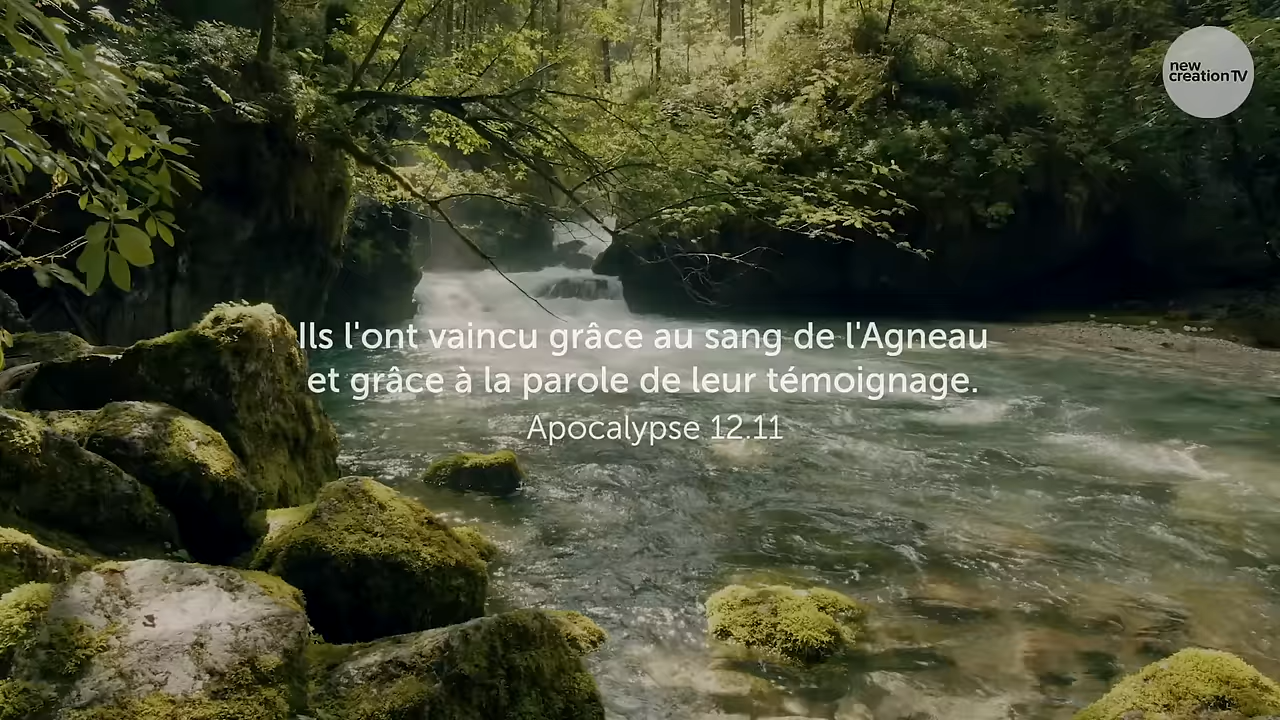 new
creation TV
Ils l'ont vaincu grâce au sang de l'Agneau
et grâce à la parole de leur témoignage.
Apocalypse 12.11